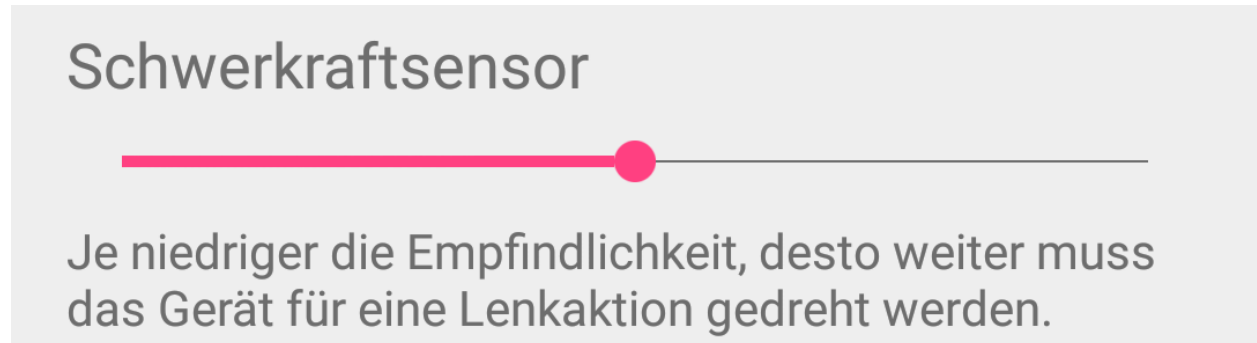 Schwerkraftsensor
Je niedriger die Empfindlichkeit, desto weiter muss
das Gerät für eine Lenkaktion gedreht werden.